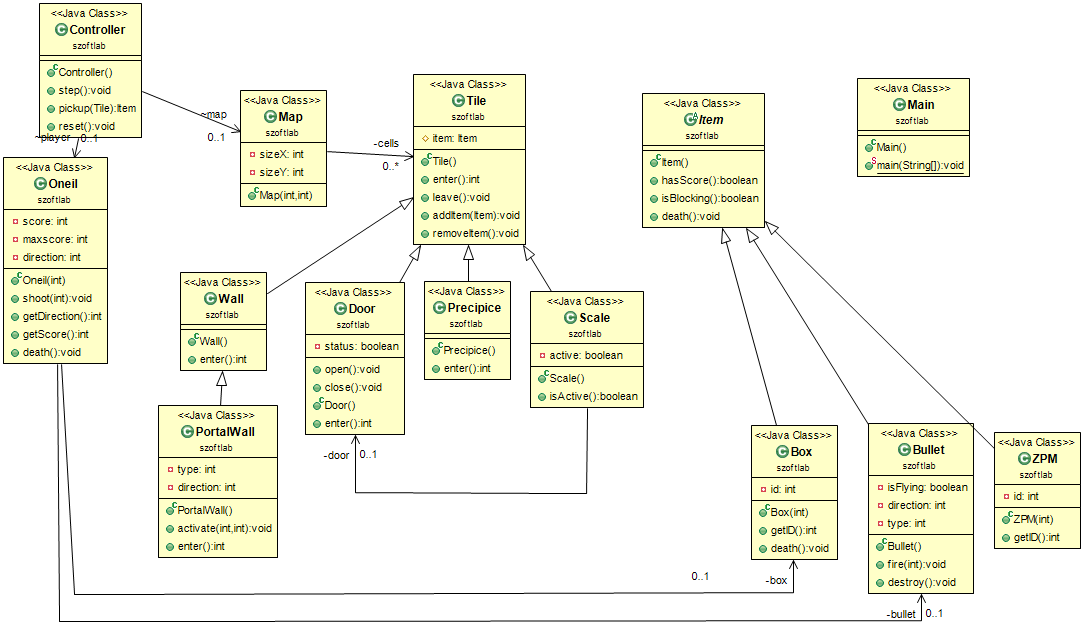 <<Java Class>>
Controller
szoftlab
Controller()
step():void
pickup(Tile):Item
reset():void
~map
0..1
~player
0..1
<<Java Class>>
Map
szoftlab
sizeX: int
sizeY: int
Map(int,int)
-cells
0..*
<<Java Class>>
Tile
szoftlab
item: Item
Tile()
enter():int
leave():void
addItem(Item):void
removeItem():void
<<Java Class>>
Item
szoftlab
Item()
hasScore():boolean
isBlocking():boolean
death():void
<<Java Class>>
Main
szoftlab
Main()
main(String[]):void
<<Java Class>>
Oneil
szoftlab
score: int
maxscore: int
direction: int
Oneil(int)
shoot(int):void
getDirection():int
getScore():int
death():void
<<Java Class>>
Wall
szoftlab
Wall()
enter():int
<<Java Class>>
Door
szoftlab
status: boolean
open():void
close():void
Door()
enter():int
<<Java Class>>
Precipice
szoftlab
Precipice()
enter():int
<<Java Class>>
Scale
szoftlab
active: boolean
Scale()
isActive():boolean
<<Java Class>>
PortalWall
szoftlab
type: int
direction: int
PortalWall()
activate(int,int):void
enter():int
-door
0..1
<<Java Class>>
Box
szoftlab
id: int
Box(int)
getID():int
death():void
<<Java Class>>
Bullet
szoftlab
isFlying: boolean
direction: int
type: int
Bullet()
fire(int):void
destroy():void
<<Java Class>>
ZPM
szoftlab
id: int
ZPM(int)
getID():int
0..1
-box
-bullet
0..1